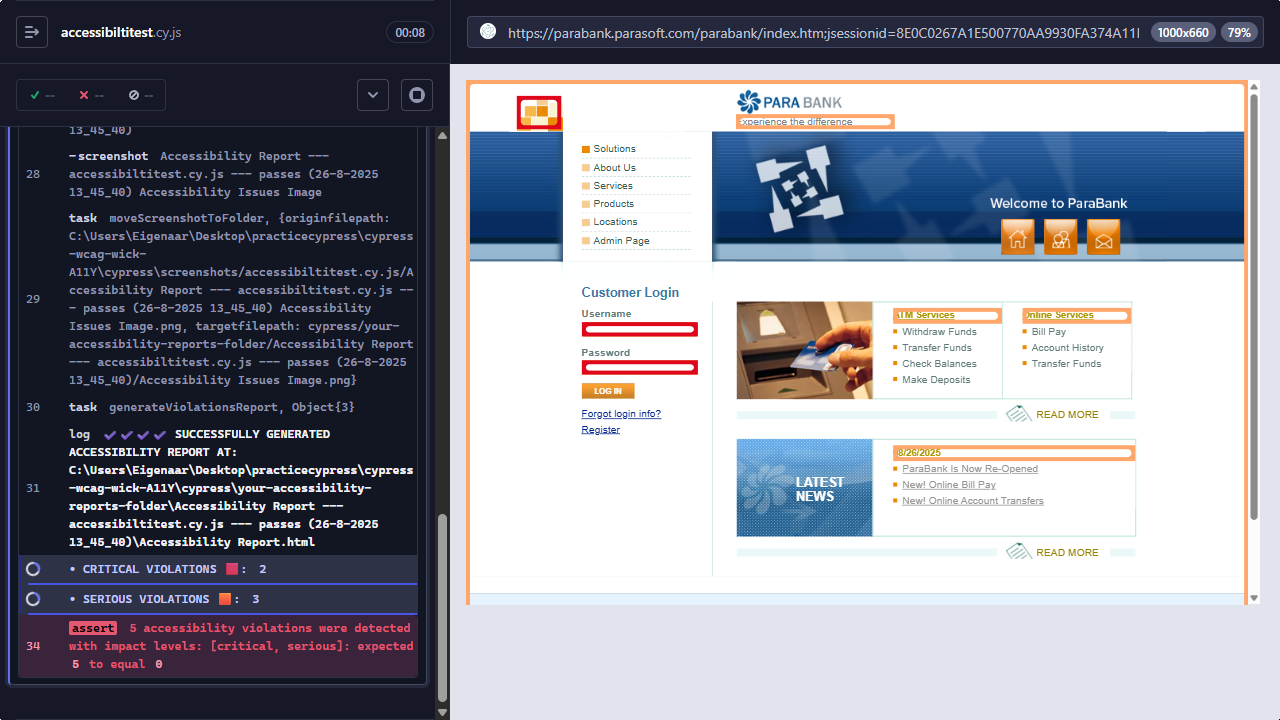 accessibiltitest.cy.js
00:08
--
--
--
13_45_40)
28
-screenshot Accessibility Report ---
accessibiltitest.cy.js --- passes (26-8-2025
13_45_40) Accessibility Issues Image
29
task moveScreenshotToFolder, {originfilepath:
C:\Users\Eigenaar\Desktop\practicecypress\cypress
-wcag-wick-
A11Y\cypress\screenshots/accessibiltitest.cy.js/A
ccessibility Report --- accessibiltitest.cy.js --
- passes (26-8-2025 13_45_40) Accessibility
Issues Image.png, targetfilepath: cypress/your-
accessibility-reports-folder/Accessibility Report
--- accessibiltitest.cy.js --- passes (26-8-2025
13_45_40)/Accessibility Issues Image.png}
30
task generateViolationsReport, Object{3}
31
log ✔✔✔✔ SUCCESSFULLY GENERATED
ACCESSIBILITY REPORT AT:
C:\Users\Eigenaar\Desktop\practicecypress\cypress
-wcag-wick-A11Y\cypress\your-accessibility-
reports-folder\Accessibility Report ---
accessibiltitest.cy.js --- passes (26-8-2025
13_45_40)\Accessibility Report.html
• CRITICAL VIOLATIONS 🟥: 2
• SERIOUS VIOLATIONS 🟧: 3
34
assert 5 accessibility violations were detected
with impact levels: [critical, serious]: expected
5 to equal 0
https://parabank.parasoft.com/parabank/index.htm;jsessionid=8E0C0267A1E500770AA9930FA374A11
1000x660
79%
PARA BANK
Experience the difference
Solutions
About Us
Services
Products
Locations
Admin Page
Welcome to ParaBank
Customer Login
Username
Password
LOG IN
Forgot login info?
Register
ATM Services
Withdraw Funds
Transfer Funds
Check Balances
Make Deposits
Online Services
Bill Pay
Account History
Transfer Funds
READ MORE
LATEST
NEWS
8/26/2025
ParaBank Is Now Re-Opened
New! Online Bill Pay
New! Online Account Transfers
READ MORE